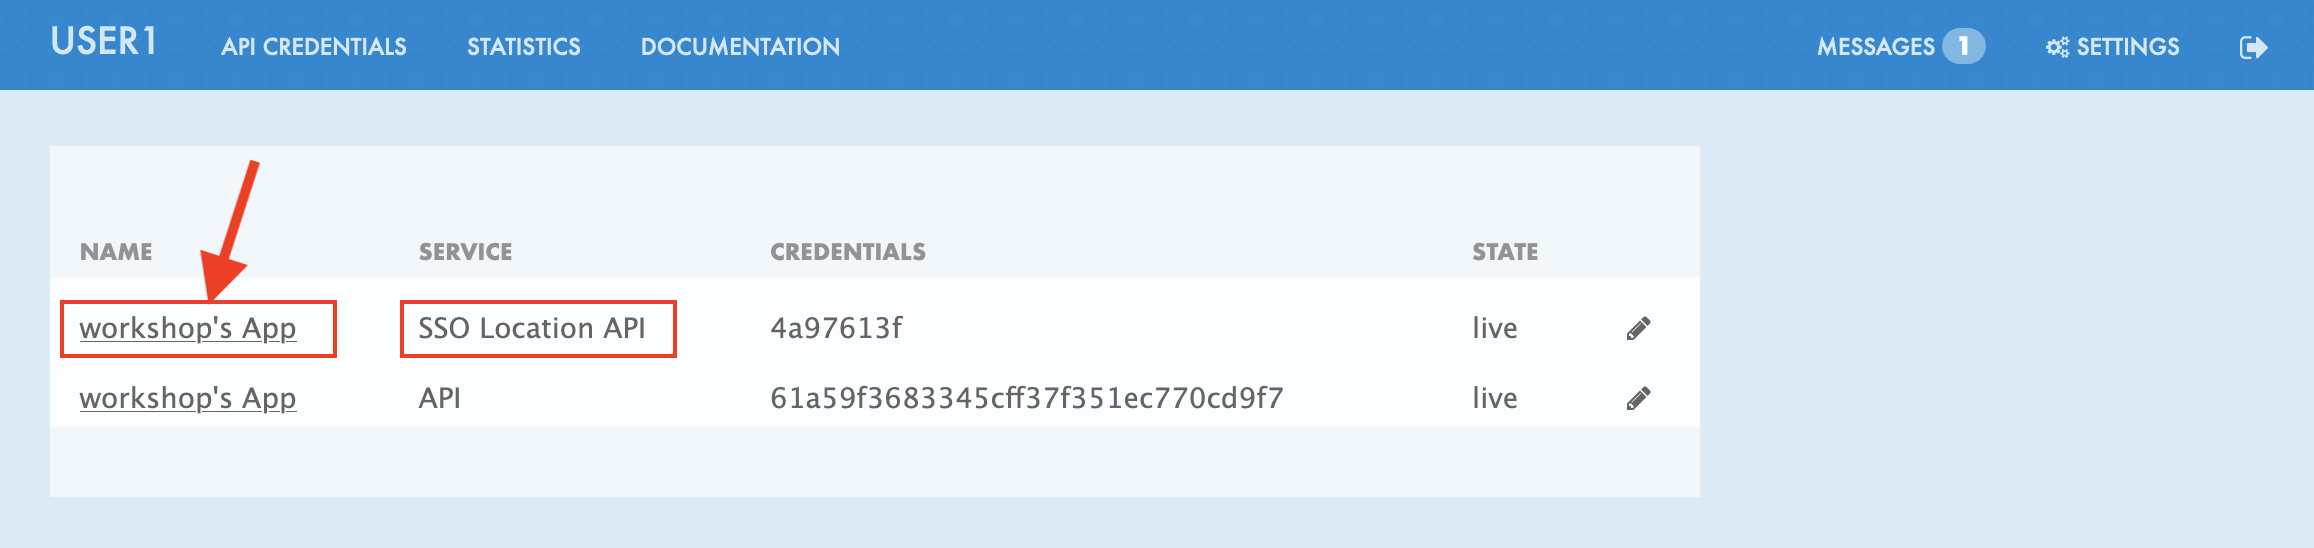 USER1 API CREDENTIALS STATISTICS DOCUMENTATION MESSAGES 1 SETTINGS
NAME SERVICE CREDENTIALS STATE
workshop's App SSO Location API 4a97613f live
workshop's App API 61a59f3683345cff37f351ec770cd9f7 live